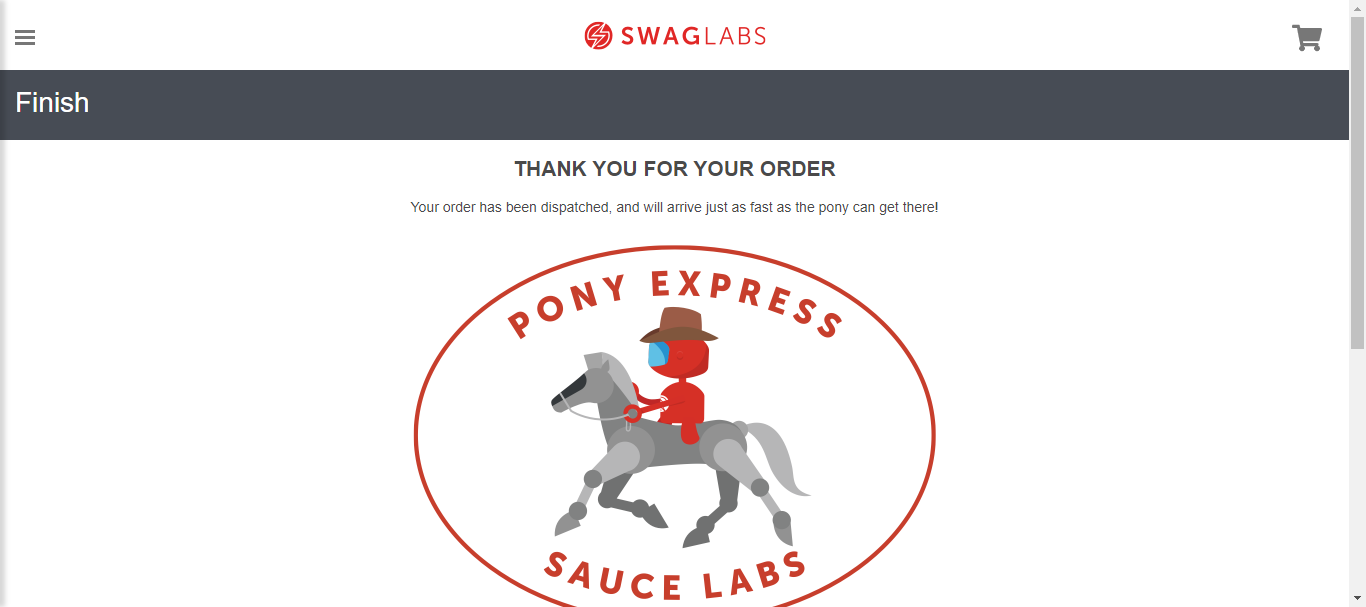 SWAGLABS
Finish
THANK YOU FOR YOUR ORDER
Your order has been dispatched, and will arrive just as fast as the pony can get there!
PONY EXPRESS
SAUCE LABS